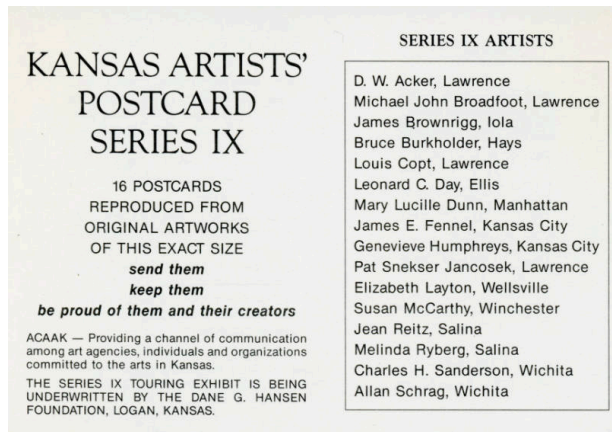 KANSAS ARTISTS'
POSTCARD
SERIES IX
16 POSTCARDS
REPRODUCED FROM
ORIGINAL ARTWORKS
OF THIS EXACT SIZE
send them
keep them
be proud of them and their creators
ACAAK — Providing a channel of communication
among art agencies, individuals and organizations
committed to the arts in Kansas.
THE SERIES IX TOURING EXHIBIT IS BEING
UNDERWRITTEN BY THE DANE G. HANSEN
FOUNDATION, LOGAN, KANSAS.
SERIES IX ARTISTS
D. W. Acker, Lawrence
Michael John Broadfoot, Lawrence
James Brownrigg, Iola
Bruce Burkholder, Hays
Louis Copt, Lawrence
Leonard C. Day, Ellis
Mary Lucille Dunn, Manhattan
James E. Fennel, Kansas City
Genevieve Humphreys, Kansas City
Pat Snekser Jancosek, Lawrence
Elizabeth Layton, Wellsville
Susan McCarthy, Winchester
Jean Reitz, Salina
Melinda Ryberg, Salina
Charles H. Sanderson, Wichita
Allan Schrag, Wichita